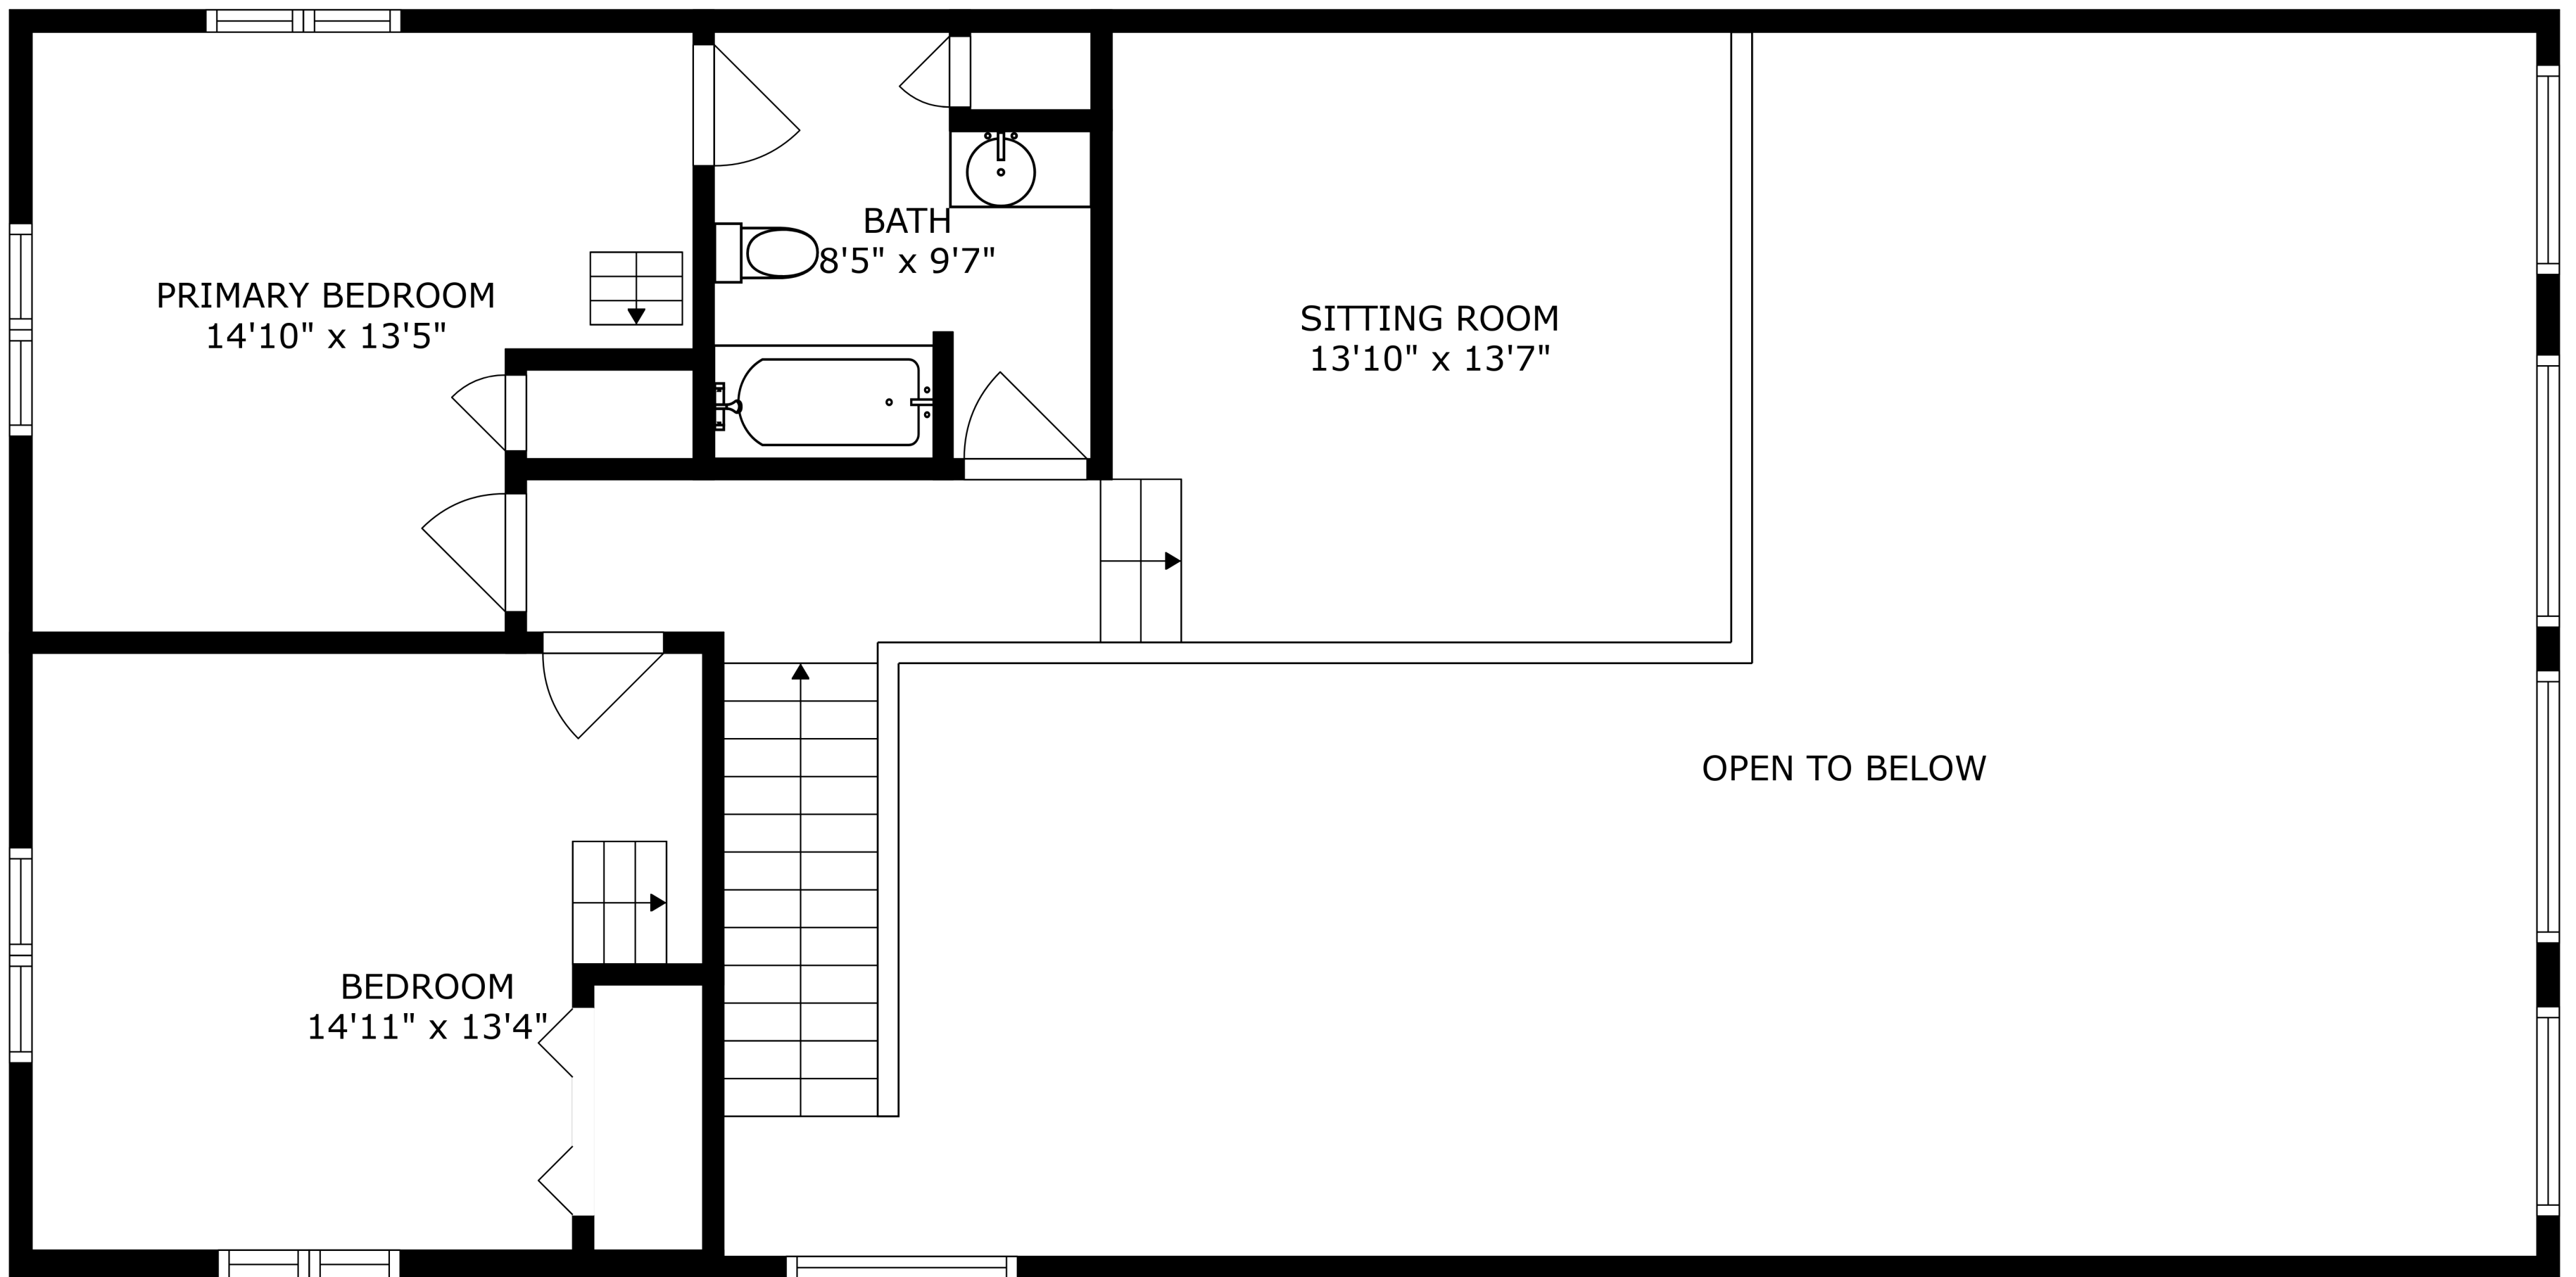 BATH
8'5" x 9'7"
PRIMARY BEDROOM
14'10" x 13'5"
SITTING ROOM
13'10" x 13'7"
OPEN TO BELOW
BEDROOM
14'11" x 13'4"